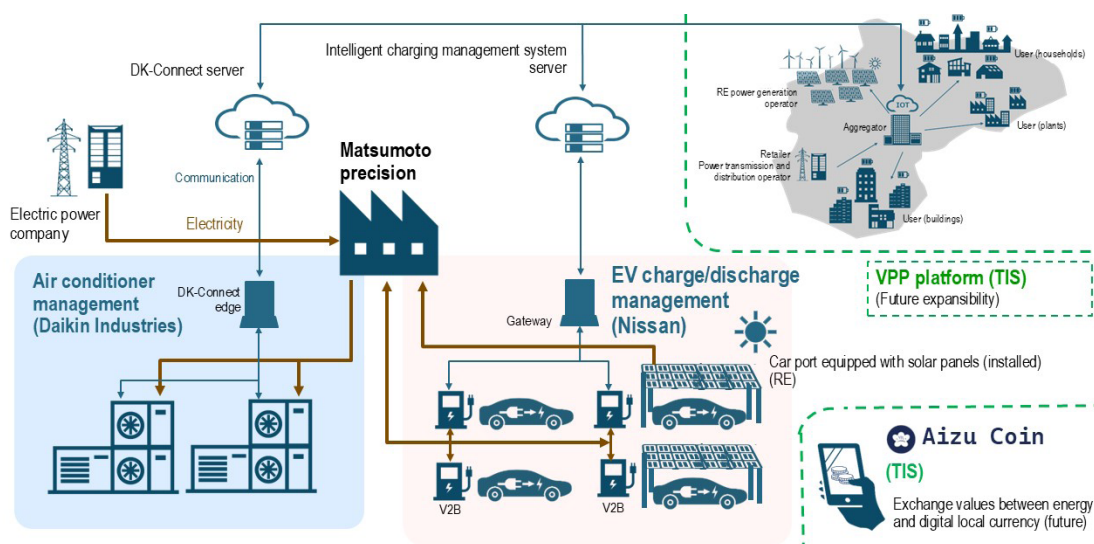 DK-Connect server
Intelligent charging management system
server
User (households)
RE power generation
operator
IOT
Aggregator
User (plants)
Retailer
Power transmission and
distribution operator
User (buildings)
Matsumoto
precision
Communication
Electric power
company
Electricity
Air conditioner
management
(Daikin Industries)
DK-Connect
edge
EV charge/discharge
management
(Nissan)
Gateway
VPP platform (TIS)
(Future expansibility)
Car port equipped with solar panels (installed)
(RE)
V2B
V2B
Aizu Coin
(TIS)
Exchange values between energy
and digital local currency (future)